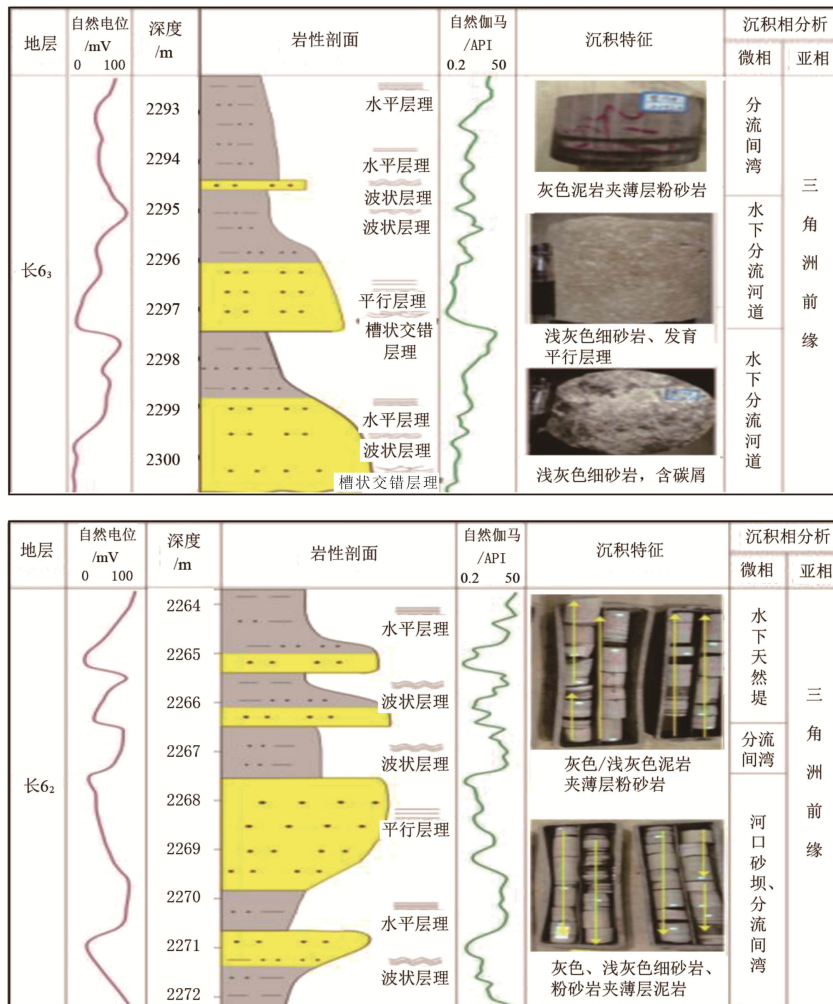 地层
自然电位
/mV
0 100
深度
/m
岩性剖面
自然伽马
/API
0.2 50
沉积特征
沉积相分析
微相 亚相
长6₃
2293
2294
2295
2296
2297
2298
2299
2300
水平层理
水平层理
波状层理
波状层理
平行层理
槽状交错
层理
水平层理
波状层理
槽状交错层理
灰色泥岩夹薄层粉砂岩
浅灰色细砂岩、发育
平行层理
浅灰色细砂岩，含碳屑
分流间湾
水下分流河道
水下分流河道
三角洲前缘
地层
自然电位
/mV
0 100
深度
/m
岩性剖面
自然伽马
/API
0.2 50
沉积特征
沉积相分析
微相 亚相
长6₂
2264
2265
2266
2267
2268
2269
2270
2271
2272
水平层理
波状层理
波状层理
平行层理
水平层理
波状层理
灰色/浅灰色泥岩
夹薄层粉砂岩
灰色、浅灰色细砂岩、
粉砂岩夹薄层泥岩
水下天然堤
分流
间湾
河口砂坝、分流间湾
三角洲前缘